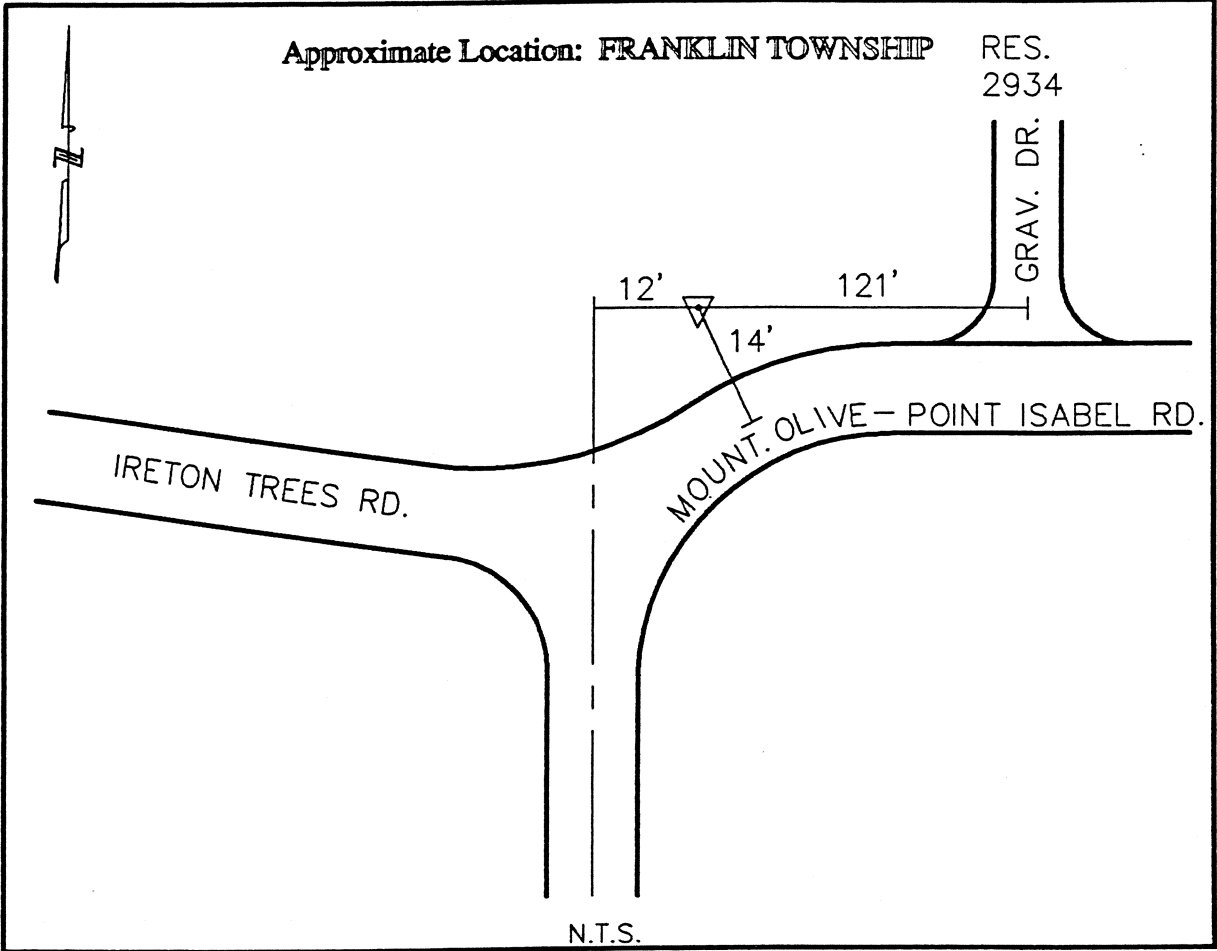 Approximate Location: FRANKLIN TOWNSHIP
RES.
2934
N
GRAV. DR.
12'
121'
14'
MOUNT. OLIVE - POINT ISABEL RD.
IRETON TREES RD.
N.T.S.